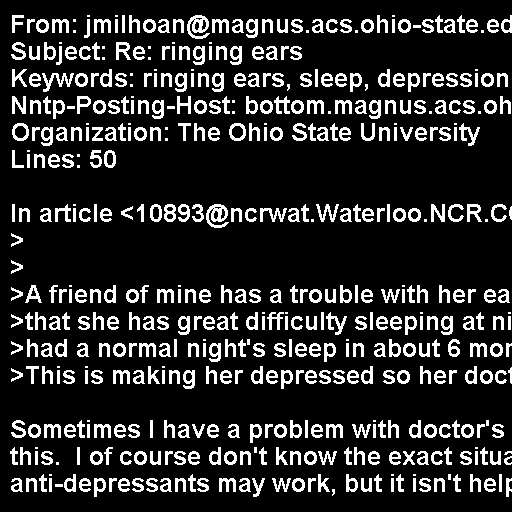 From: jmilhoan@magnus.acs.ohio-state.ed
Subject: Re: ringing ears
Keywords: ringing ears, sleep, depression
Nntp-Posting-Host: bottom.magnus.acs.oh
Organization: The Ohio State University
Lines: 50

In article <10893@ncrwat.Waterloo.NCR.CO
>
>
>A friend of mine has a trouble with her ea
>that she has great difficulty sleeping at ni
>had a normal night's sleep in about 6 mor
>This is making her depressed so her doct

Sometimes I have a problem with doctor's
this.  I of course don't know the exact situa
anti-depressants may work, but it isn't help